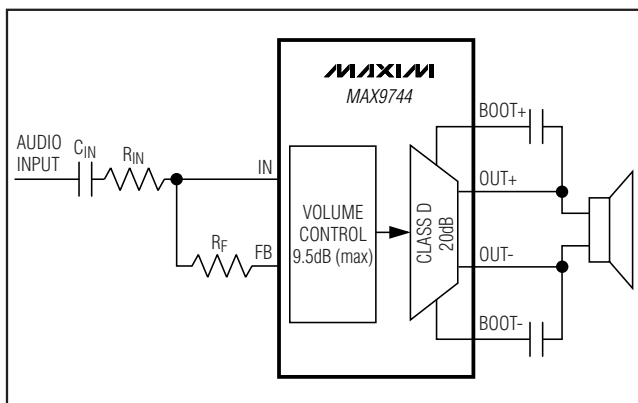 MAXIM
MAX9744
AUDIO
INPUT
CIN
RIN
IN
RF
FB
VOLUME
CONTROL
9.5dB (max)
CLASS D
20dB
BOOT+
OUT+
OUT-
BOOT-